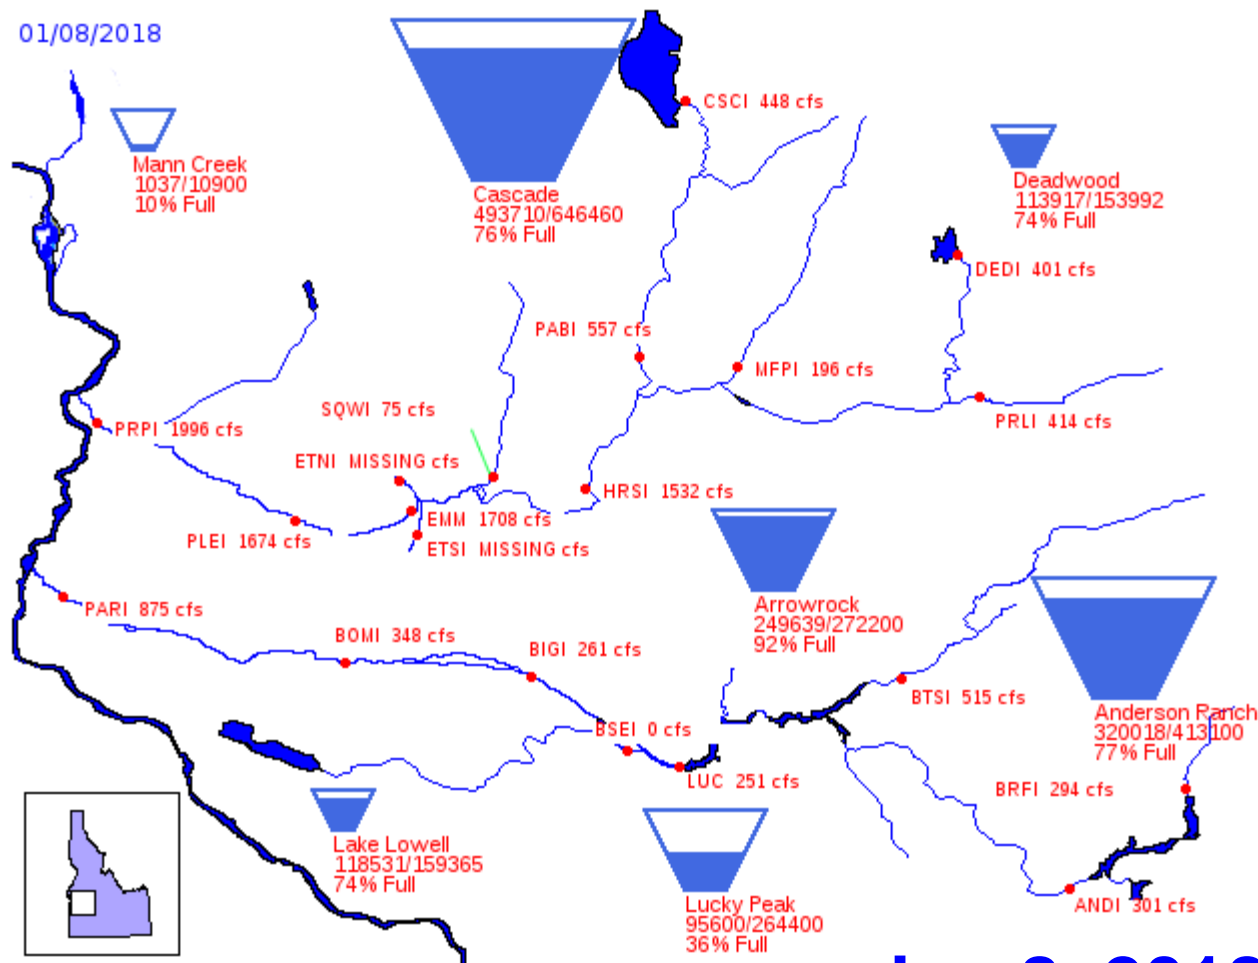 01/08/2018
CSCI 448 cfs
Mann Creek
1037/10900
10% Full
Cascade
493710/646460
76% Full
Deadwood
113917/153992
74% Full
DEDI 401 cfs
PABI 557 cfs
MFPI 196 cfs
SQWI 75 cfs
PRPI 1996 cfs
PRLI 414 cfs
ETNI MISSING cfs
HRSI 1532 cfs
EMM 1708 cfs
PLEI 1674 cfs
ETSI MISSING cfs
Arrowrock
249639/272200
92% Full
PARI 875 cfs
BOMI 348 cfs
BIGI 261 cfs
BTSI 515 cfs
Anderson Ranch
320018/413100
77% Full
BSEI 0 cfs
LUC 251 cfs
BRFI 294 cfs
Lake Lowell
118531/159365
74% Full
Lucky Peak
95600/264400
36% Full
ANDI 301 cfs